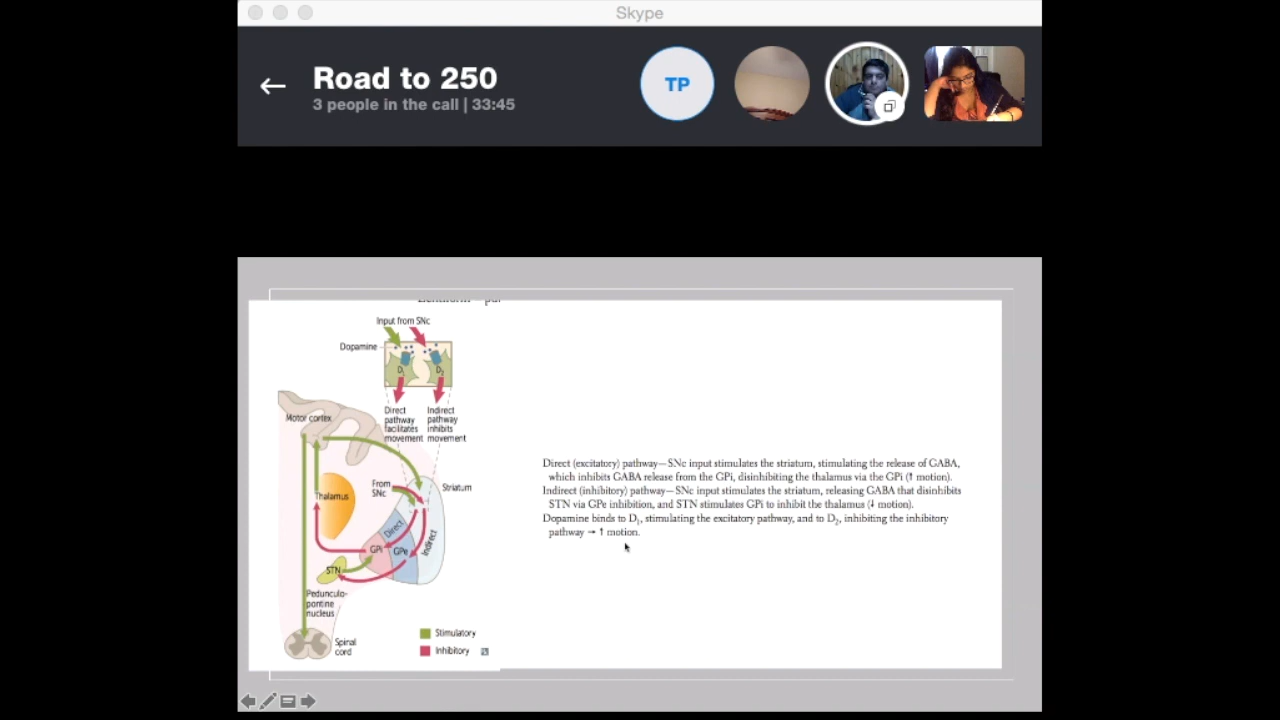 Skype
Road to 250
3 people in the call | 33:45
TP
Input from SNc
Dopamine
D1
D2
Direct pathway facilitates movement
Indirect pathway inhibits movement
Motor cortex
Thalamus
From SNc
Striatum
Direct
Indirect
GPi
GPe
STN
Pedunculo-
pontine
nucleus
Spinal
cord
Stimulatory
Inhibitory
Direct (excitatory) pathway—SNc input stimulates the striatum, stimulating the release of GABA,
which inhibits GABA release from the GPi, disinhibiting the thalamus via the GPi (↑ motion).
Indirect (inhibitory) pathway—SNc input stimulates the striatum, releasing GABA that disinhibits
STN via GPe inhibition, and STN stimulates GPi to inhibit the thalamus (↓ motion).
Dopamine binds to D1, stimulating the excitatory pathway, and to D2, inhibiting the inhibitory
pathway → ↑ motion.